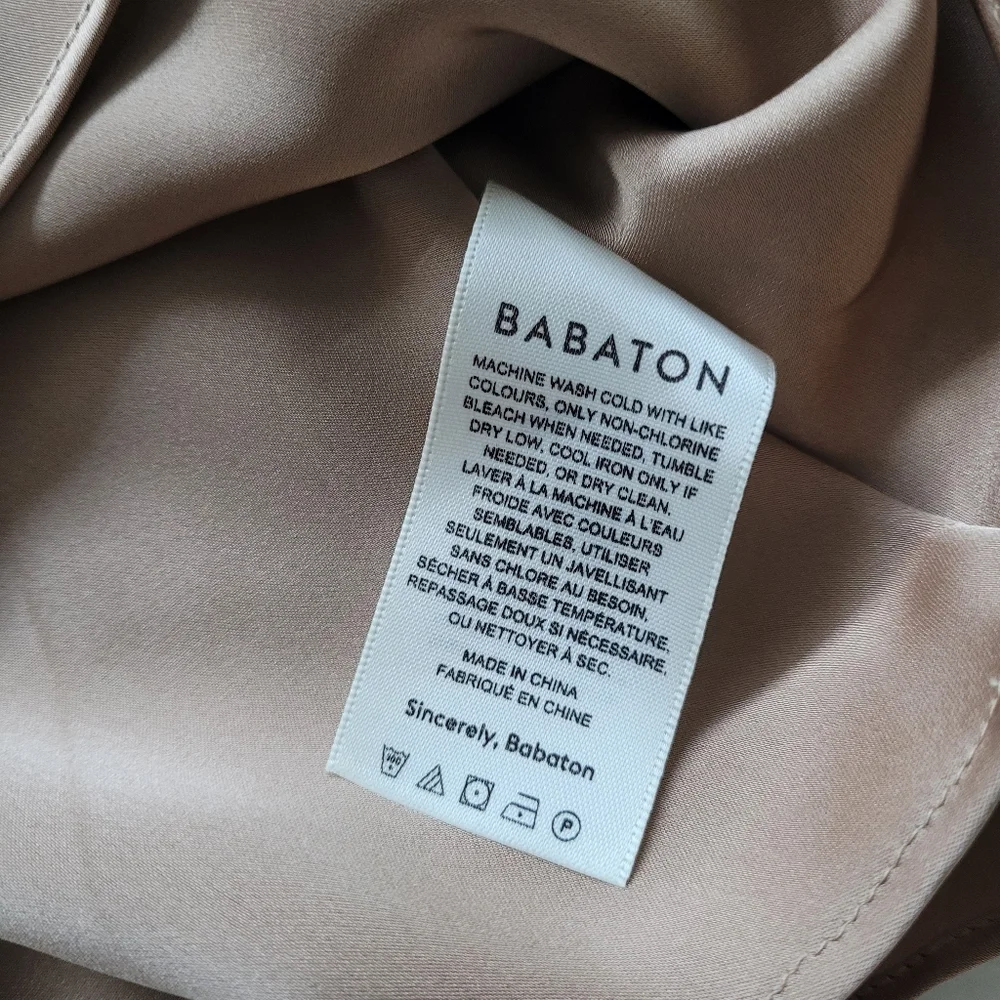 BABATON
MACHINE WASH COLD WITH LIKE
COLOURS, ONLY NON-CHLORINE
BLEACH WHEN NEEDED, TUMBLE
DRY LOW, COOL IRON ONLY IF
NEEDED, OR DRY CLEAN.
LAVER À LA MACHINE À L'EAU
FROIDE AVEC COULEURS
SEMBLABLES, UTILISER
SEULEMENT UN JAVELLISANT
SANS CHLORE AU BESOIN,
SÉCHER À BASSE TEMPÉRATURE,
REPASSAGE DOUX SI NÉCESSAIRE,
OU NETTOYER À SEC.
MADE IN CHINA
FABRIQUÉ EN CHINE
Sincerely, Babaton
P